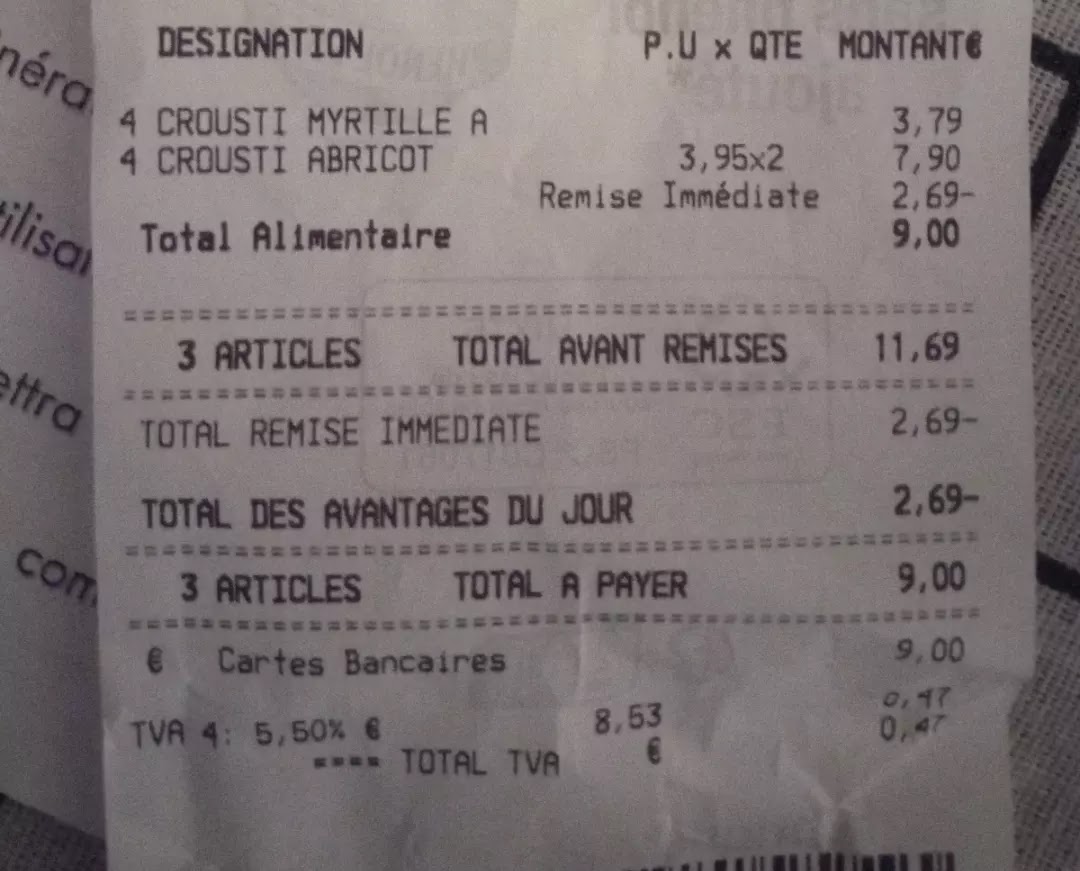 DESIGNATION P.U x QTE MONTANT€
4 CROUSTI MYRTILLE A 3,79
4 CROUSTI ABRICOT 3,95x2 7,90
Remise Immédiate 2,69-
Total Alimentaire 9,00
3 ARTICLES TOTAL AVANT REMISES 11,69
TOTAL REMISE IMMEDIATE 2,69-
TOTAL DES AVANTAGES DU JOUR 2,69-
3 ARTICLES TOTAL A PAYER 9,00
€ Cartes Bancaires 9,00
TVA 4: 5,50% € 8,53 0,47
==== TOTAL TVA € 0,47